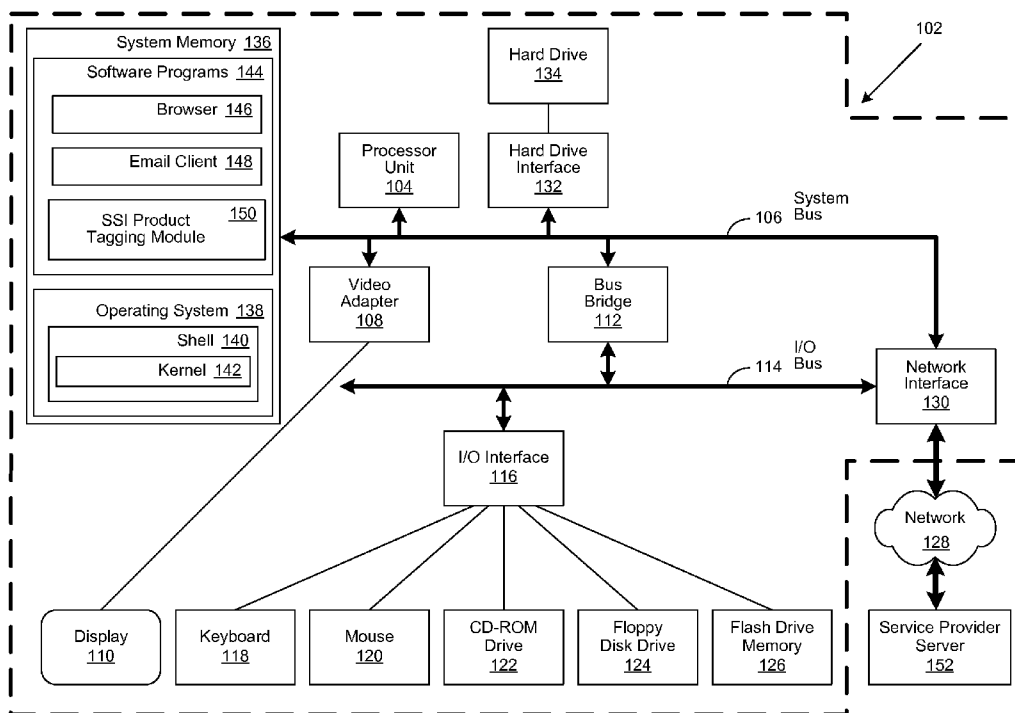 102
System Memory 136
Software Programs 144
Browser 146
Email Client 148
SSI Product
Tagging Module
150
Operating System 138
Shell 140
Kernel 142
Hard Drive
134
Processor
Unit
104
Hard Drive
Interface
132
106
System
Bus
Video
Adapter
108
Bus
Bridge
112
114
I/O
Bus
Network
Interface
130
I/O Interface
116
Network
128
Display
110
Keyboard
118
Mouse
120
CD-ROM
Drive
122
Floppy
Disk Drive
124
Flash Drive
Memory
126
Service Provider
Server
152